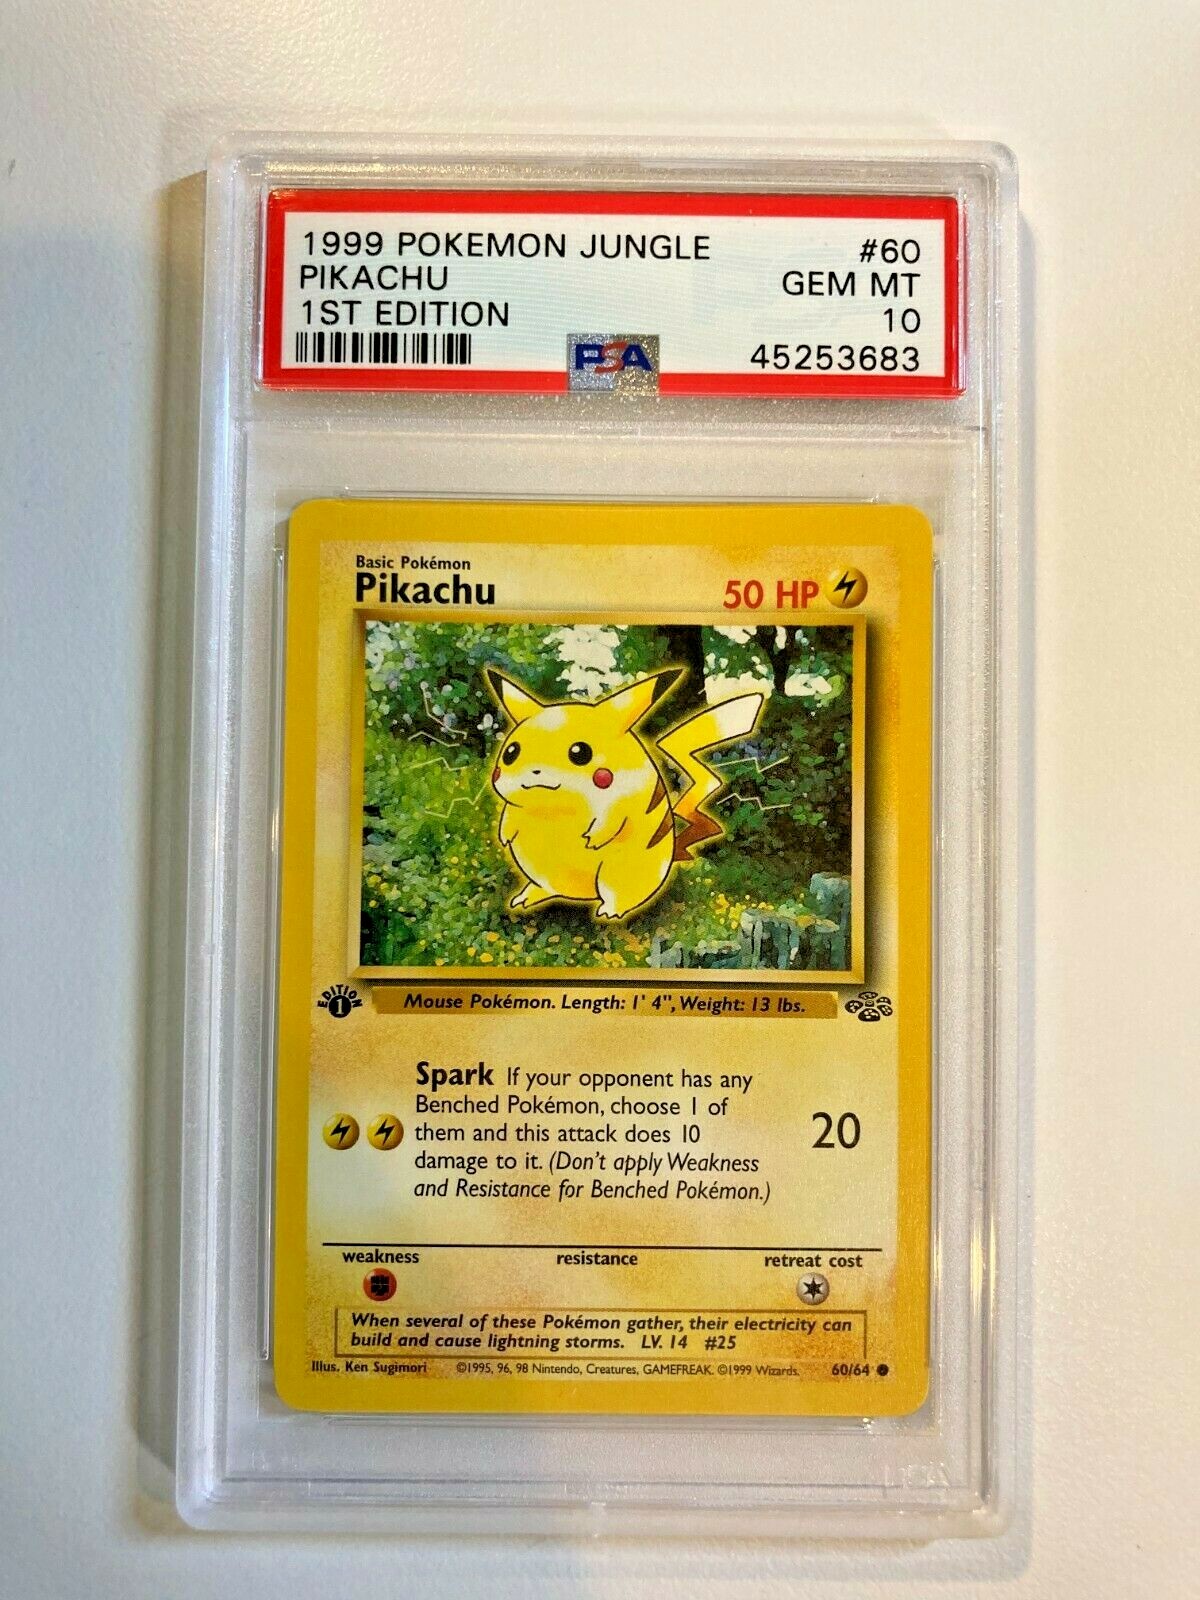 1999 POKEMON JUNGLE #60
PIKACHU GEM MT
1ST EDITION 10
PSA 45253683
Basic Pokémon
Pikachu 50 HP
EDITION
1
Mouse Pokémon. Length: 1' 4", Weight: 13 lbs.
Spark If your opponent has any
Benched Pokémon, choose 1 of
them and this attack does 10
damage to it. (Don't apply Weakness
and Resistance for Benched Pokémon.)
20
weakness resistance retreat cost
When several of these Pokémon gather, their electricity can
build and cause lightning storms. LV. 14 #25
Illus. Ken Sugimori ©1995, 96, 98 Nintendo, Creatures, GAMEFREAK. ©1999 Wizards. 60/64